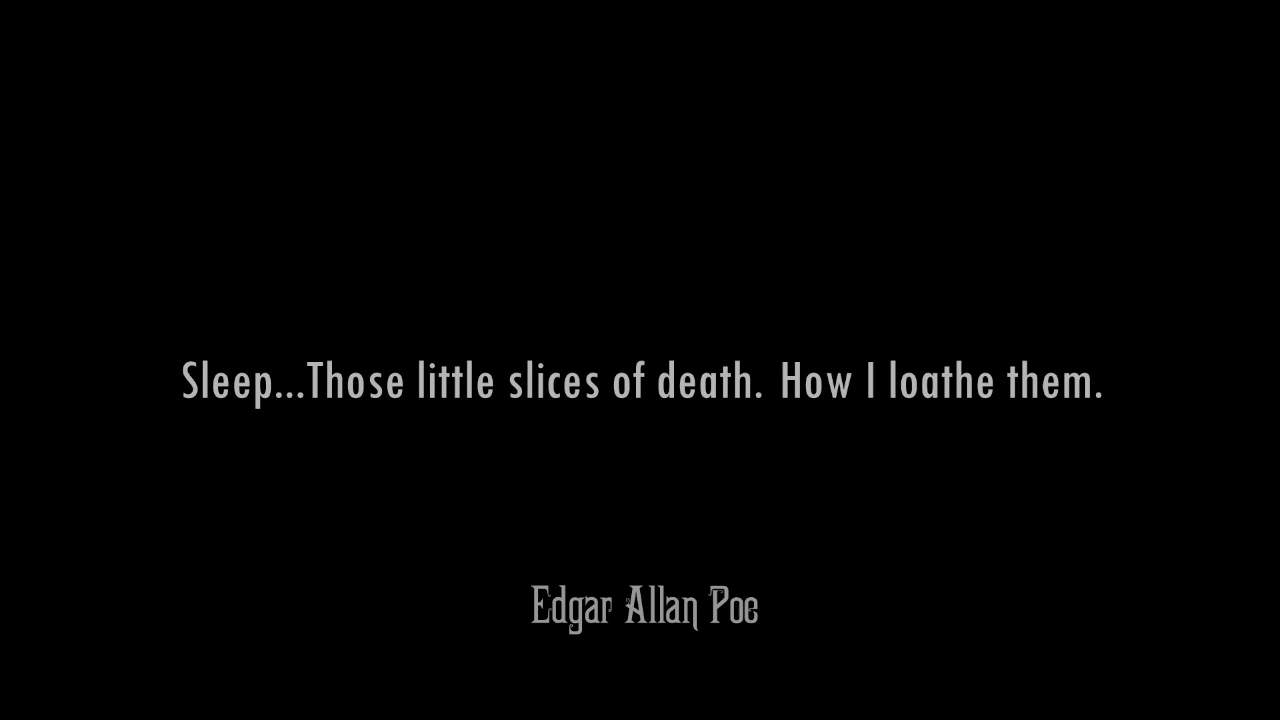 Sleep...Those little slices of death. How I loathe them.
Edgar Allan Poe